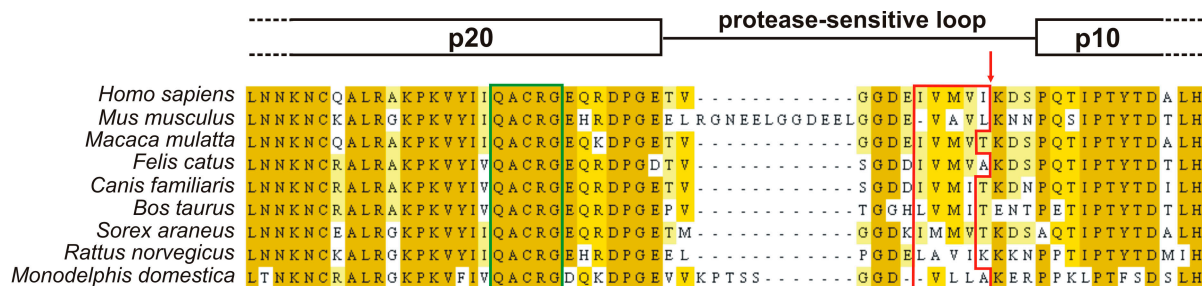 p20
protease-sensitive loop
p10
Homo sapiens LNNKNCQALRAKPKVYIIQACRGEQRDPGETV------------GGDEIVMVIKDSPQTIPTYTDALH
Mus musculus LNNKNCKALRGKPKVYIIQACRGEHRDPGEELRGNEELGGDEELGGDE-VAVLKNNPQSIPTYTDTLH
Macaca mulatta LNNKNCQALRAKPKVYIIQACRGEQKDPGETV------------GGDEIVMVTKDSPQTIPTYTDALH
Felis catus LNNKNCRALRAKPKVYIVQACRGEQRDPGDTV------------SGDDIVMVAKDSPQTIPTYTDALH
Canis familiaris LNNKNCRALRAKPKVYIVQACRGEQRDPGETV------------SGDDIVMITKDNPQTIPTYTDILH
Bos taurus LNNKNCRALRAKPKVYIVQACRGEQRDPGEPV------------TGGHLVMITENTPETIPTYTDTLH
Sorex araneus LNNKNCEALRGKPKVYIIQACRGEQRDPGETM------------GGDKIMMVTKDSAQTIPTYTDALH
Rattus norvegicus LNNKNCRALRGKPKVYIIQACRGEHRDPGEEL------------PGDELAVIKKKNPPTIPTYTDMIH
Monodelphis domestica LTNKNCRALRGKPKVFIVQACRGDQKDPGEVVKPTSS-------GGD--VLLAKERPPKLPTFSDSLH